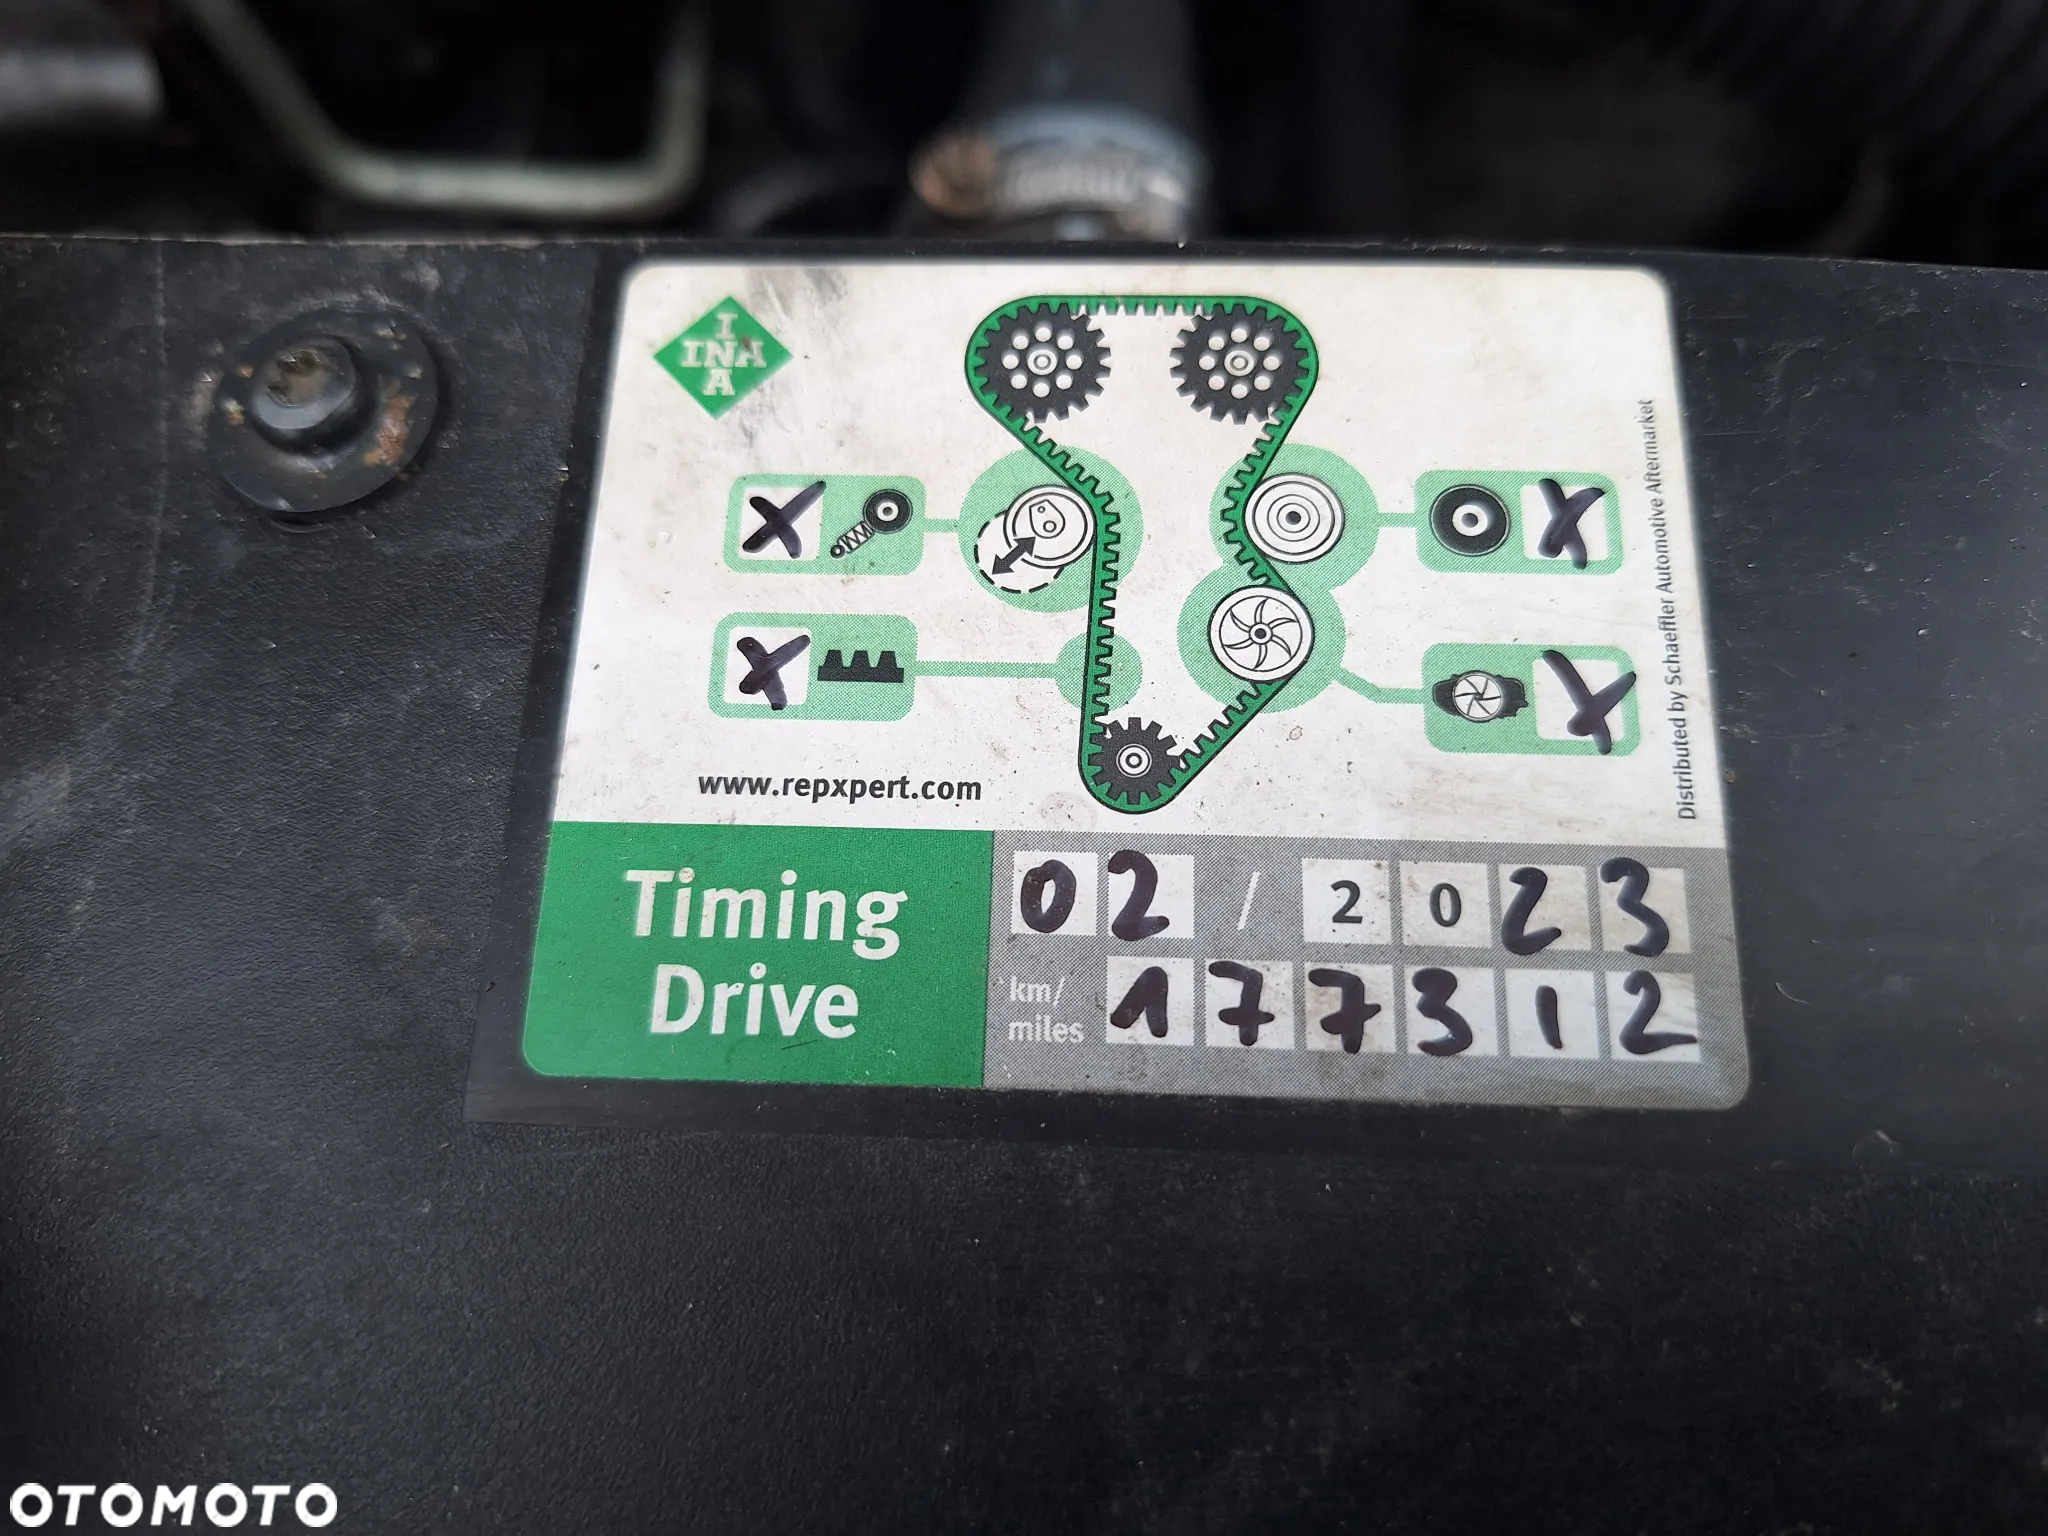 I
INA
A
X
X
X
X
www.repxpert.com
Distributed by Schaeffler Automotive Aftermarket
Timing
Drive
02 / 2023
km/
miles
177312
OTOMOTO